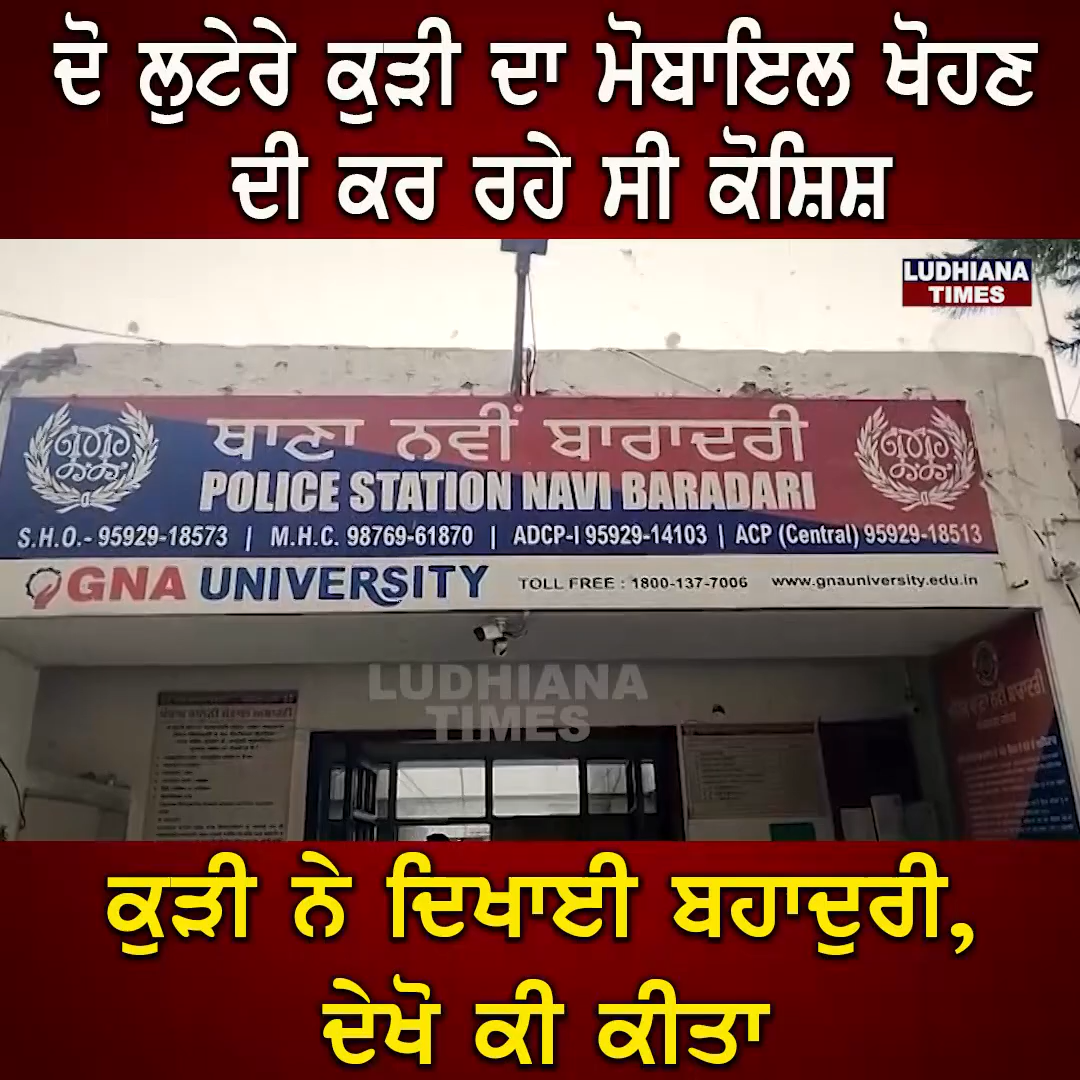 ਦੋ ਲੁਟੇਰੇ ਕੁੜੀ ਦਾ ਮੋਬਾਇਲ ਖੋਹਣ
ਦੀ ਕਰ ਰਹੇ ਸੀ ਕੋਸ਼ਿਸ਼
LUDHIANA
TIMES
ਥਾਣਾ ਨਵੀਂ ਬਾਰਾਦਰੀ
POLICE STATION NAVI BARADARI
S.H.O.- 95929-18573 | M.H.C. 98769-61870 | ADCP-I 95929-14103 | ACP (Central) 95929-18513
GNA UNIVERSITY TOLL FREE : 1800-137-7006 www.gnauniversity.edu.in
LUDHIANA
TIMES
ਕੁੜੀ ਨੇ ਦਿਖਾਈ ਬਹਾਦੁਰੀ,
ਦੇਖੋ ਕੀ ਕੀਤਾ